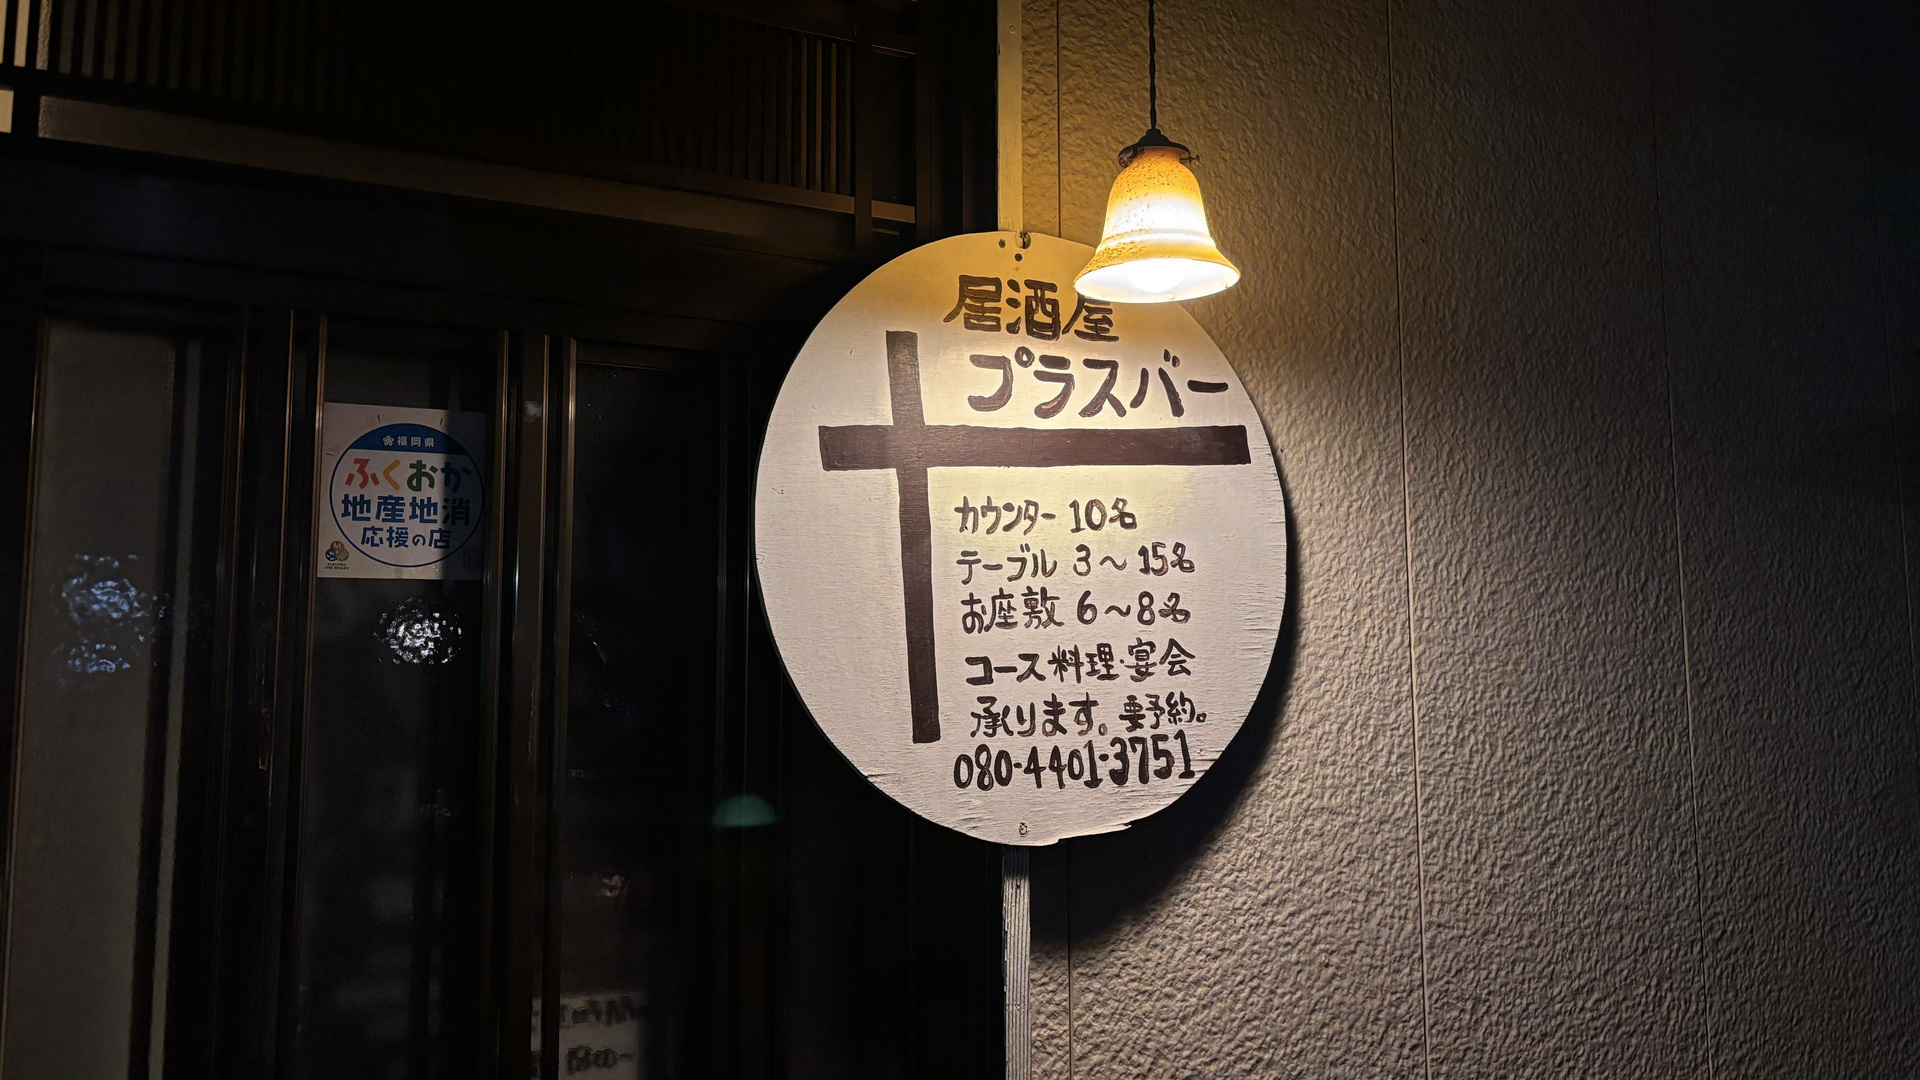 居酒屋
プラスバー
カウンター 10名
テーブル 3～15名
お座敷 6～8名
コース料理・宴会
承ります。要予約。
080-4401-3751
福岡県
ふくおか
地産地消
応援の店